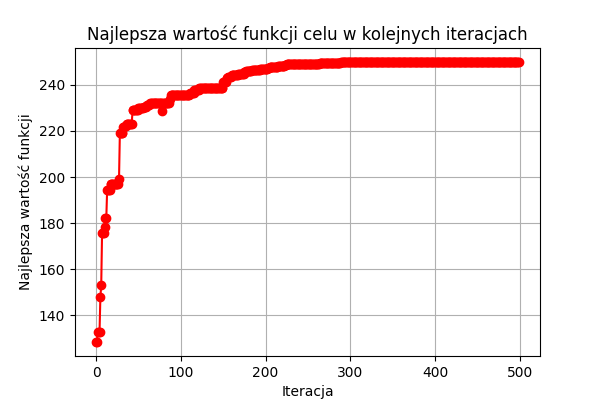 Najlepsza wartość funkcji celu w kolejnych iteracjach
Najlepsza wartość funkcji
240
220
200
180
160
140
0 100 200 300 400 500
Iteracja